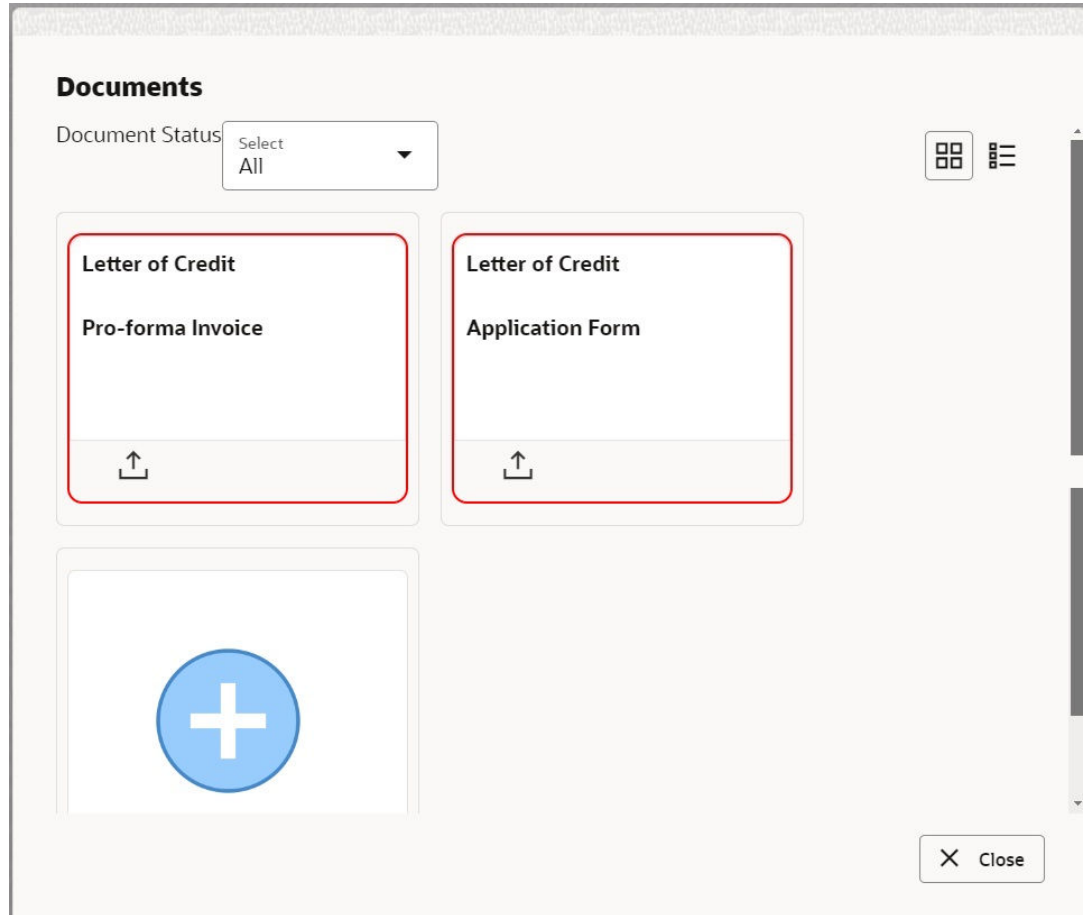 Documents
Document Status
Select
All
Letter of Credit
Pro-forma Invoice
Letter of Credit
Application Form
Close